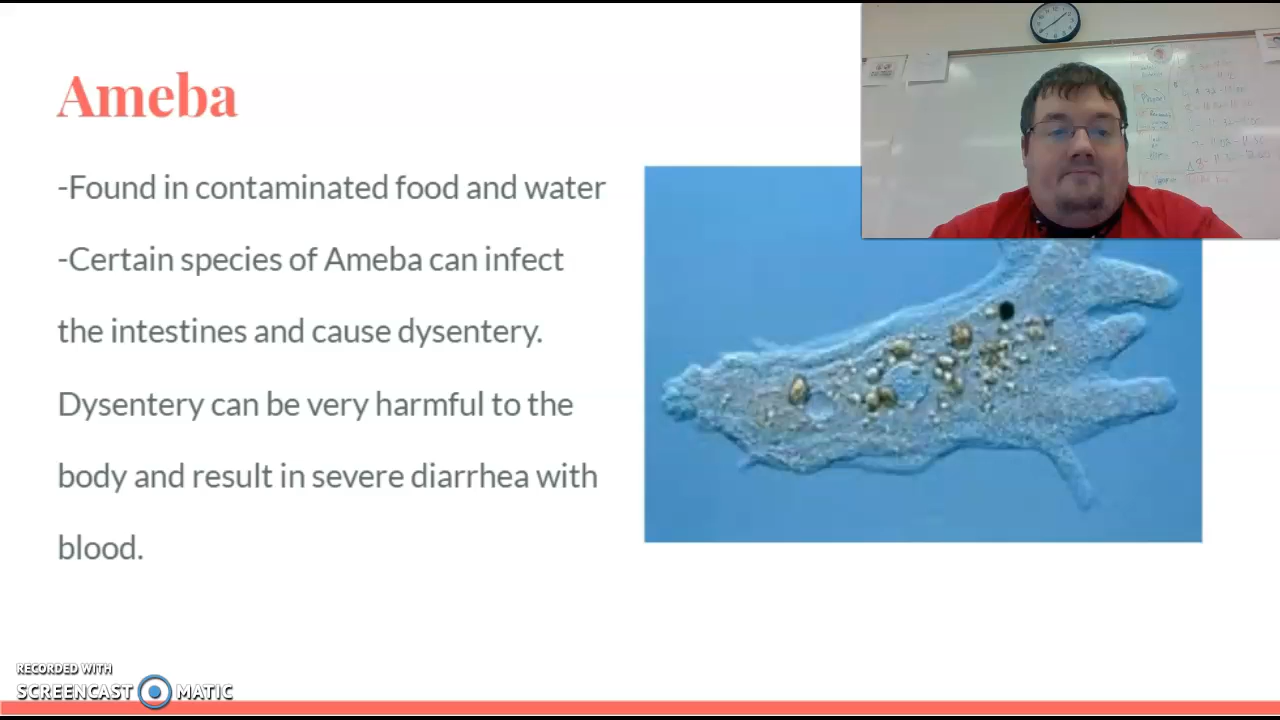 Ameba
-Found in contaminated food and water
-Certain species of Ameba can infect
the intestines and cause dysentery.
Dysentery can be very harmful to the
body and result in severe diarrhea with
blood.
RECORDED WITH
SCREENCAST MATIC